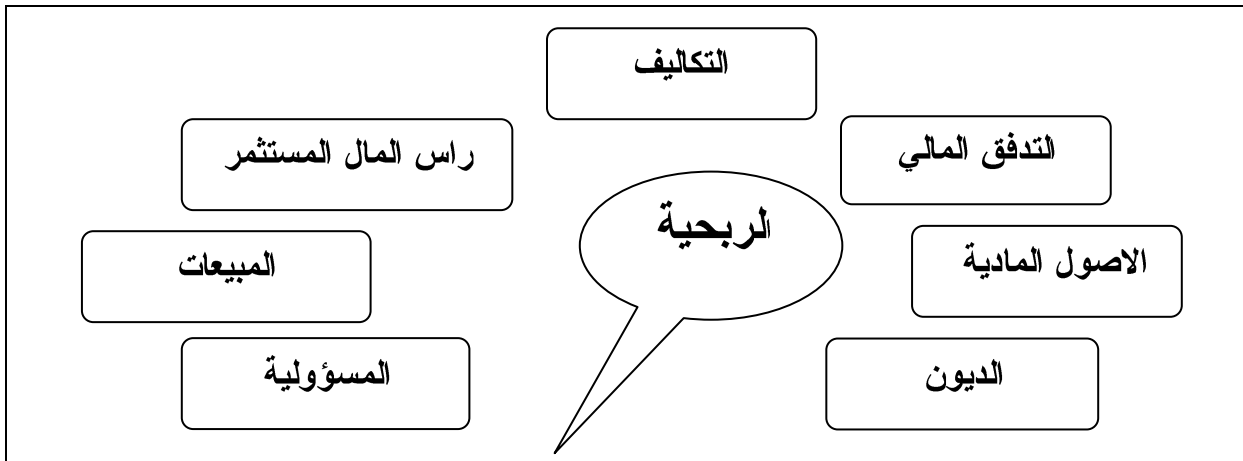 التكاليف
التدفق المالي
راس المال المستثمر
الربحية
الاصول المادية
المبيعات
الديون
المسؤولية